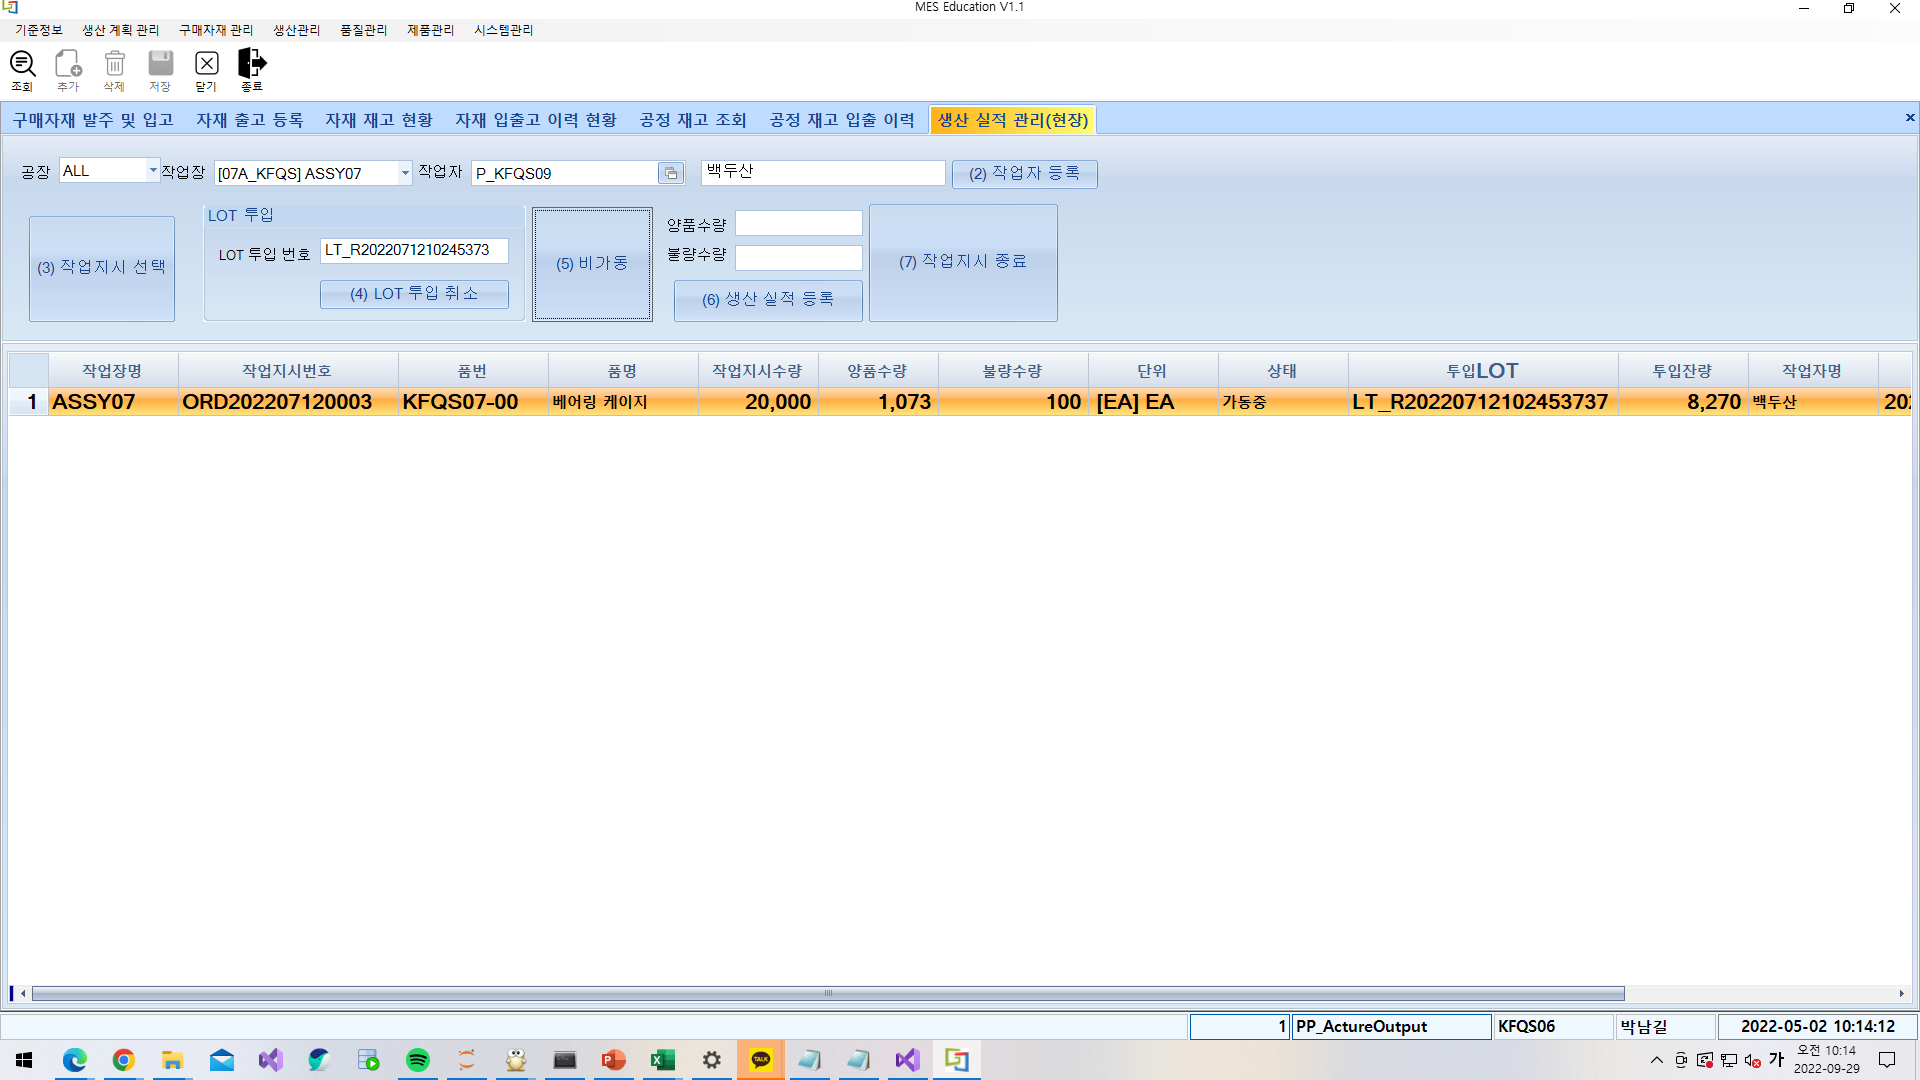 MES Education V1.1
기준정보 생산 계획 관리 구매자재 관리 생산관리 품질관리 제품관리 시스템관리
조회 추가 삭제 저장 닫기 종료
구매자재 발주 및 입고 자재 출고 등록 자재 재고 현황 자재 입출고 이력 현황 공정 재고 조회 공정 재고 입출 이력 생산 실적 관리(현장)
공장 ALL 작업장 [07A_KFQS] ASSY07 작업자 P_KFQS09 백두산 (2) 작업자 등록
(3) 작업지시 선택
LOT 투입
LOT 투입 번호 LT_R2022071210245373
(4) LOT 투입 취소
(5) 비가동
양품수량
불량수량
(6) 생산 실적 등록
(7) 작업지시 종료
작업장명 작업지시번호 품번 품명 작업지시수량 양품수량 불량수량 단위 상태 투입LOT 투입잔량 작업자명
1 ASSY07 ORD202207120003 KFQS07-00 베어링 케이지 20,000 1,073 100 [EA] EA 가동중 LT_R20220712102453737 8,270 백두산 202
1 PP_ActureOutput KFQS06 박남길 2022-05-02 10:14:12
TALK
가 오전 10:14
2022-09-29